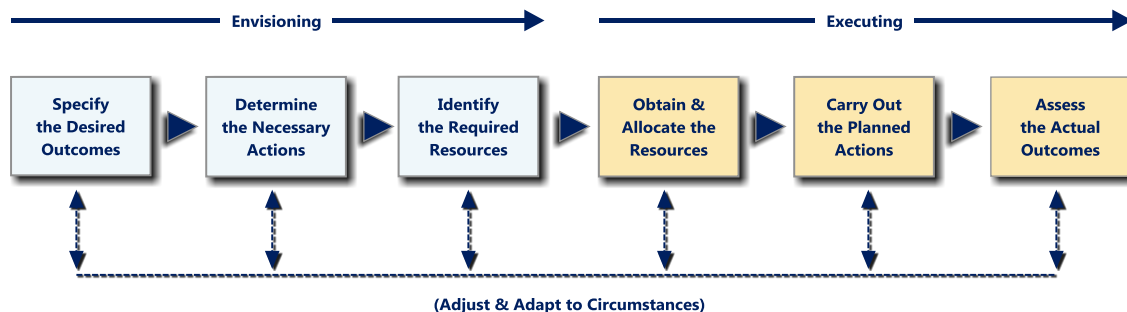 Envisioning
Executing
Specify
the Desired
Outcomes
Determine
the Necessary
Actions
Identify
the Required
Resources
Obtain &
Allocate the
Resources
Carry Out
the Planned
Actions
Assess
the Actual
Outcomes
(Adjust & Adapt to Circumstances)